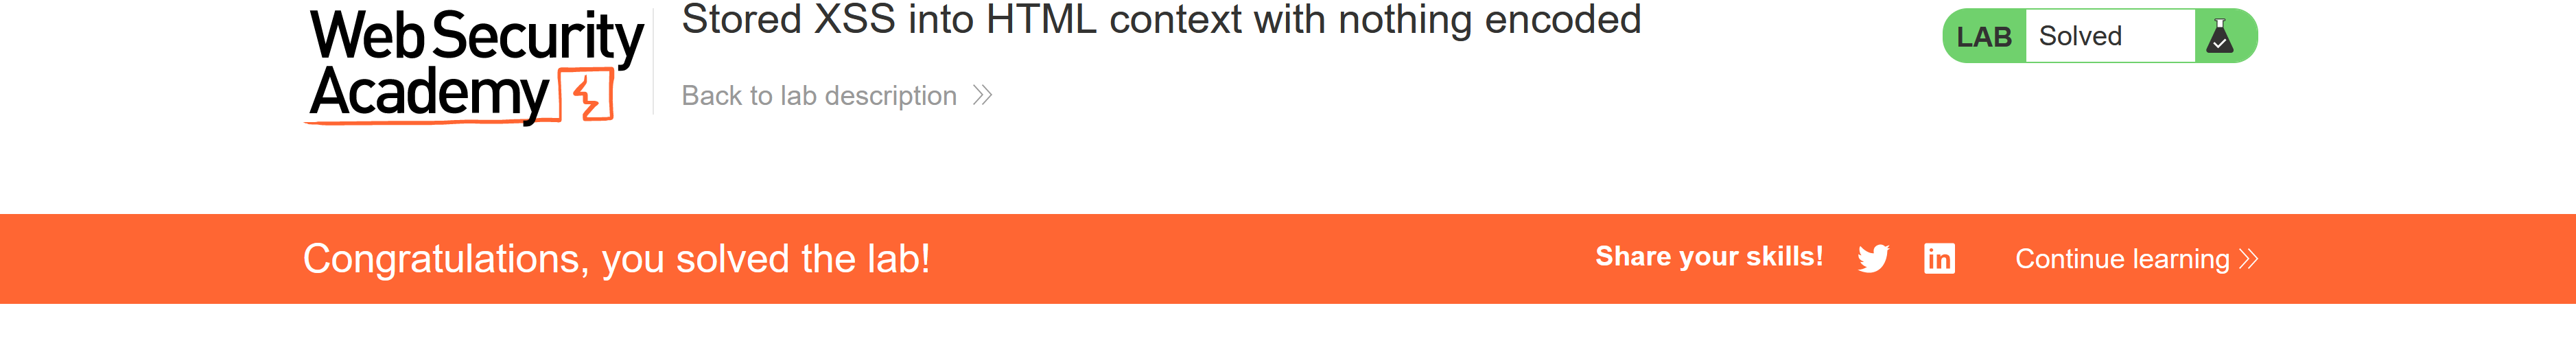 Web Security
Academy
Stored XSS into HTML context with nothing encoded
Back to lab description
LAB Solved
Congratulations, you solved the lab!
Share your skills!
in
Continue learning